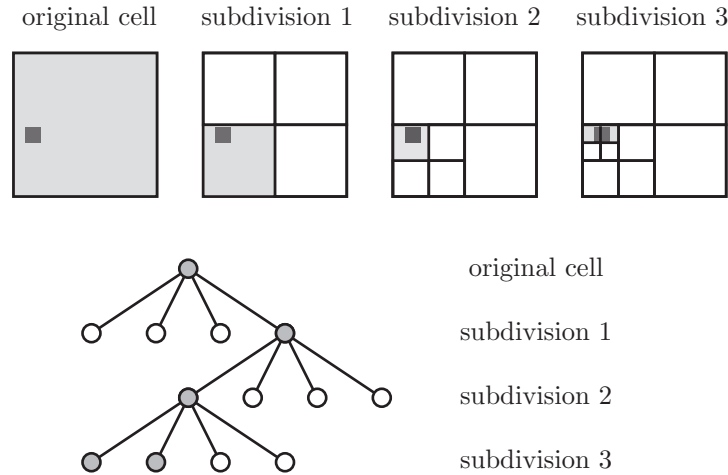 original cell subdivision 1 subdivision 2 subdivision 3
original cell
subdivision 1
subdivision 2
subdivision 3